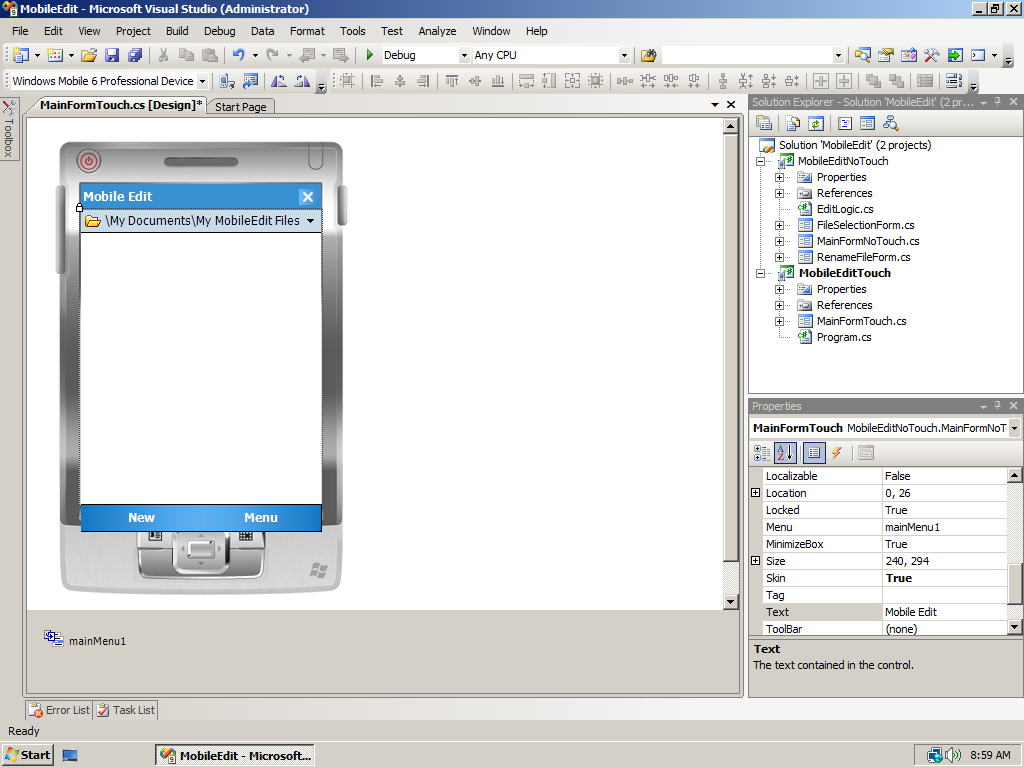 MobileEdit - Microsoft Visual Studio (Administrator)
File Edit View Project Build Debug Data Format Tools Test Analyze Window Help
Debug Any CPU
Windows Mobile 6 Professional Device
Toolbox
MainFormTouch.cs [Design]* Start Page
Mobile Edit
\My Documents\My MobileEdit Files
New Menu
mainMenu1
Solution Explorer - Solution 'MobileEdit' (2 pr...
Solution 'MobileEdit' (2 projects)
MobileEditNoTouch
Properties
References
EditLogic.cs
FileSelectionForm.cs
MainFormNoTouch.cs
RenameFileForm.cs
MobileEditTouch
Properties
References
MainFormTouch.cs
Program.cs
Properties
MainFormTouch MobileEditNoTouch.MainFormNoT
Localizable False
Location 0, 26
Locked True
Menu mainMenu1
MinimizeBox True
Size 240, 294
Skin True
Tag
Text Mobile Edit
ToolBar (none)
Text
The text contained in the control.
Error List Task List
Ready
Start MobileEdit - Microsoft... 8:59 AM